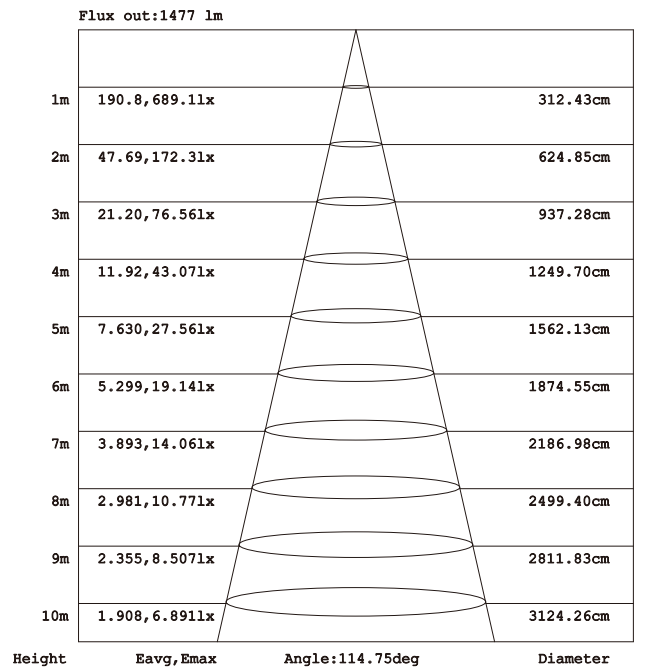 Flux out:1477 lm
1m 190.8,689.1lx 312.43cm
2m 47.69,172.3lx 624.85cm
3m 21.20,76.56lx 937.28cm
4m 11.92,43.07lx 1249.70cm
5m 7.630,27.56lx 1562.13cm
6m 5.299,19.14lx 1874.55cm
7m 3.893,14.06lx 2186.98cm
8m 2.981,10.77lx 2499.40cm
9m 2.355,8.507lx 2811.83cm
10m 1.908,6.891lx 3124.26cm
Height Eavg,Emax Angle:114.75deg Diameter